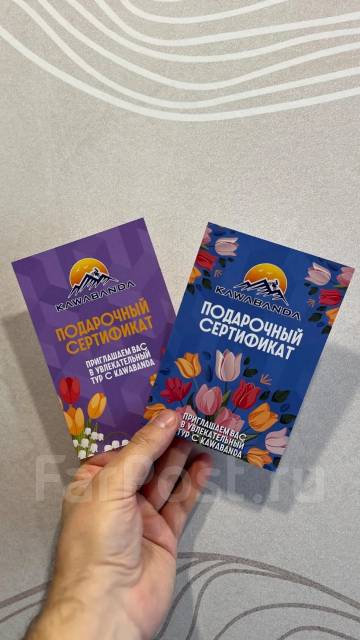 KAWABANDA
ПОДАРОЧНЫЙ
СЕРТИФИКАТ
ПРИГЛАШАЕМ ВАС
В УВЛЕКАТЕЛЬНЫЙ
ТУР С KAWABANDA
KAWABANDA
ПОДАРОЧНЫЙ
СЕРТИФИКАТ
ПРИГЛАШАЕМ ВАС
В УВЛЕКАТЕЛЬНЫЙ
ТУР С KAWABANDA
FarPost.ru